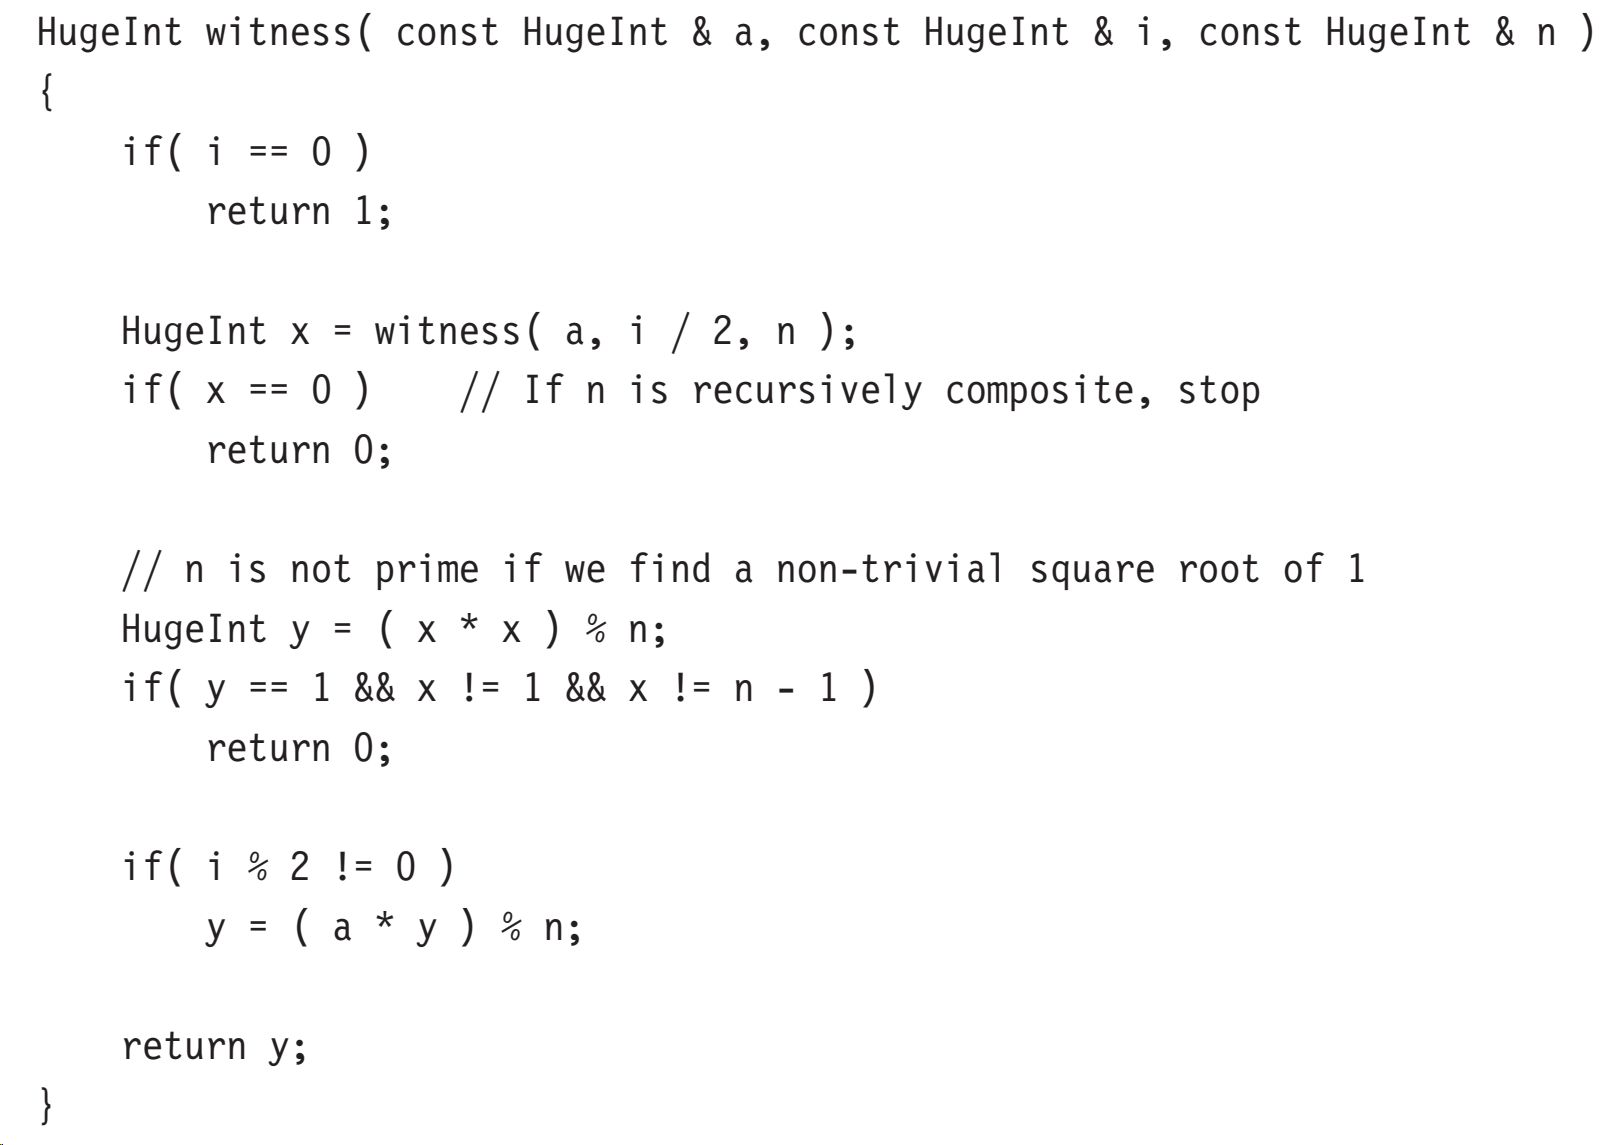 HugeInt witness( const HugeInt & a, const HugeInt & i, const HugeInt & n )
{
    if( i == 0 )
        return 1;

    HugeInt x = witness( a, i / 2, n );
    if( x == 0 )    // If n is recursively composite, stop
        return 0;

    // n is not prime if we find a non-trivial square root of 1
    HugeInt y = ( x * x ) % n;
    if( y == 1 && x != 1 && x != n - 1 )
        return 0;

    if( i % 2 != 0 )
        y = ( a * y ) % n;

    return y;
}